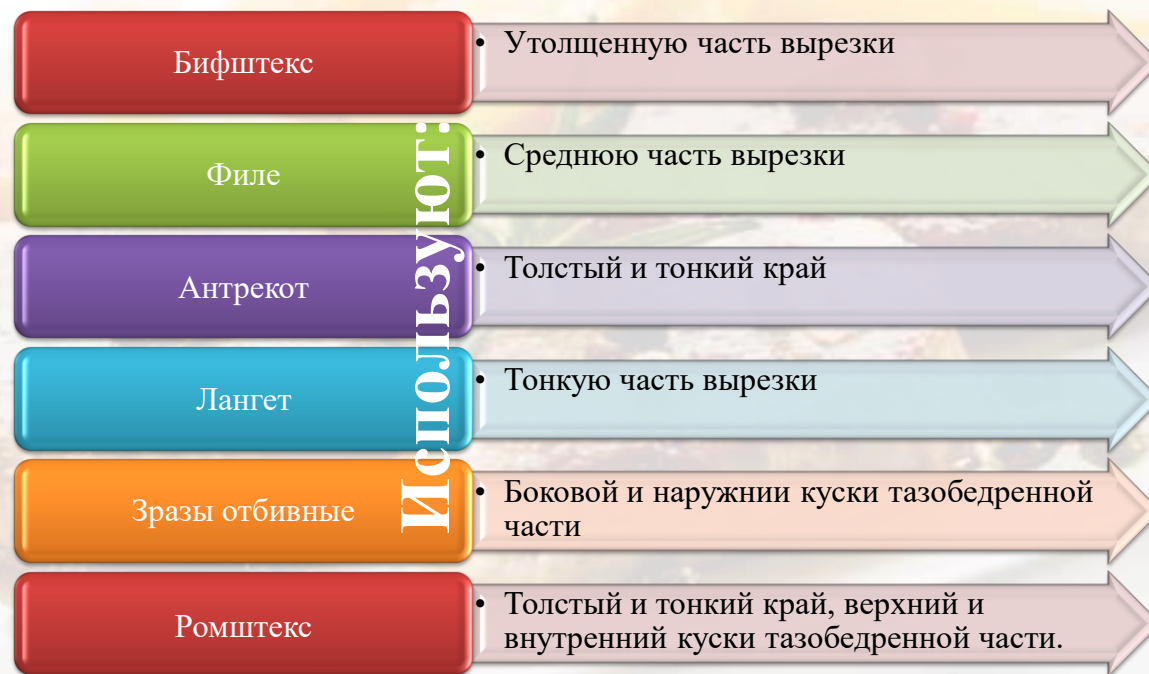 Бифштекс
Утолщенную часть вырезки
Филе
Среднюю часть вырезки
Антрекот
Толстый и тонкий край
Лангет
Тонкую часть вырезки
Зразы отбивные
Боковой и наружнии куски тазобедренной
части
Ромштекс
Толстый и тонкий край, верхний и
внутренний куски тазобедренной части.
Используют: